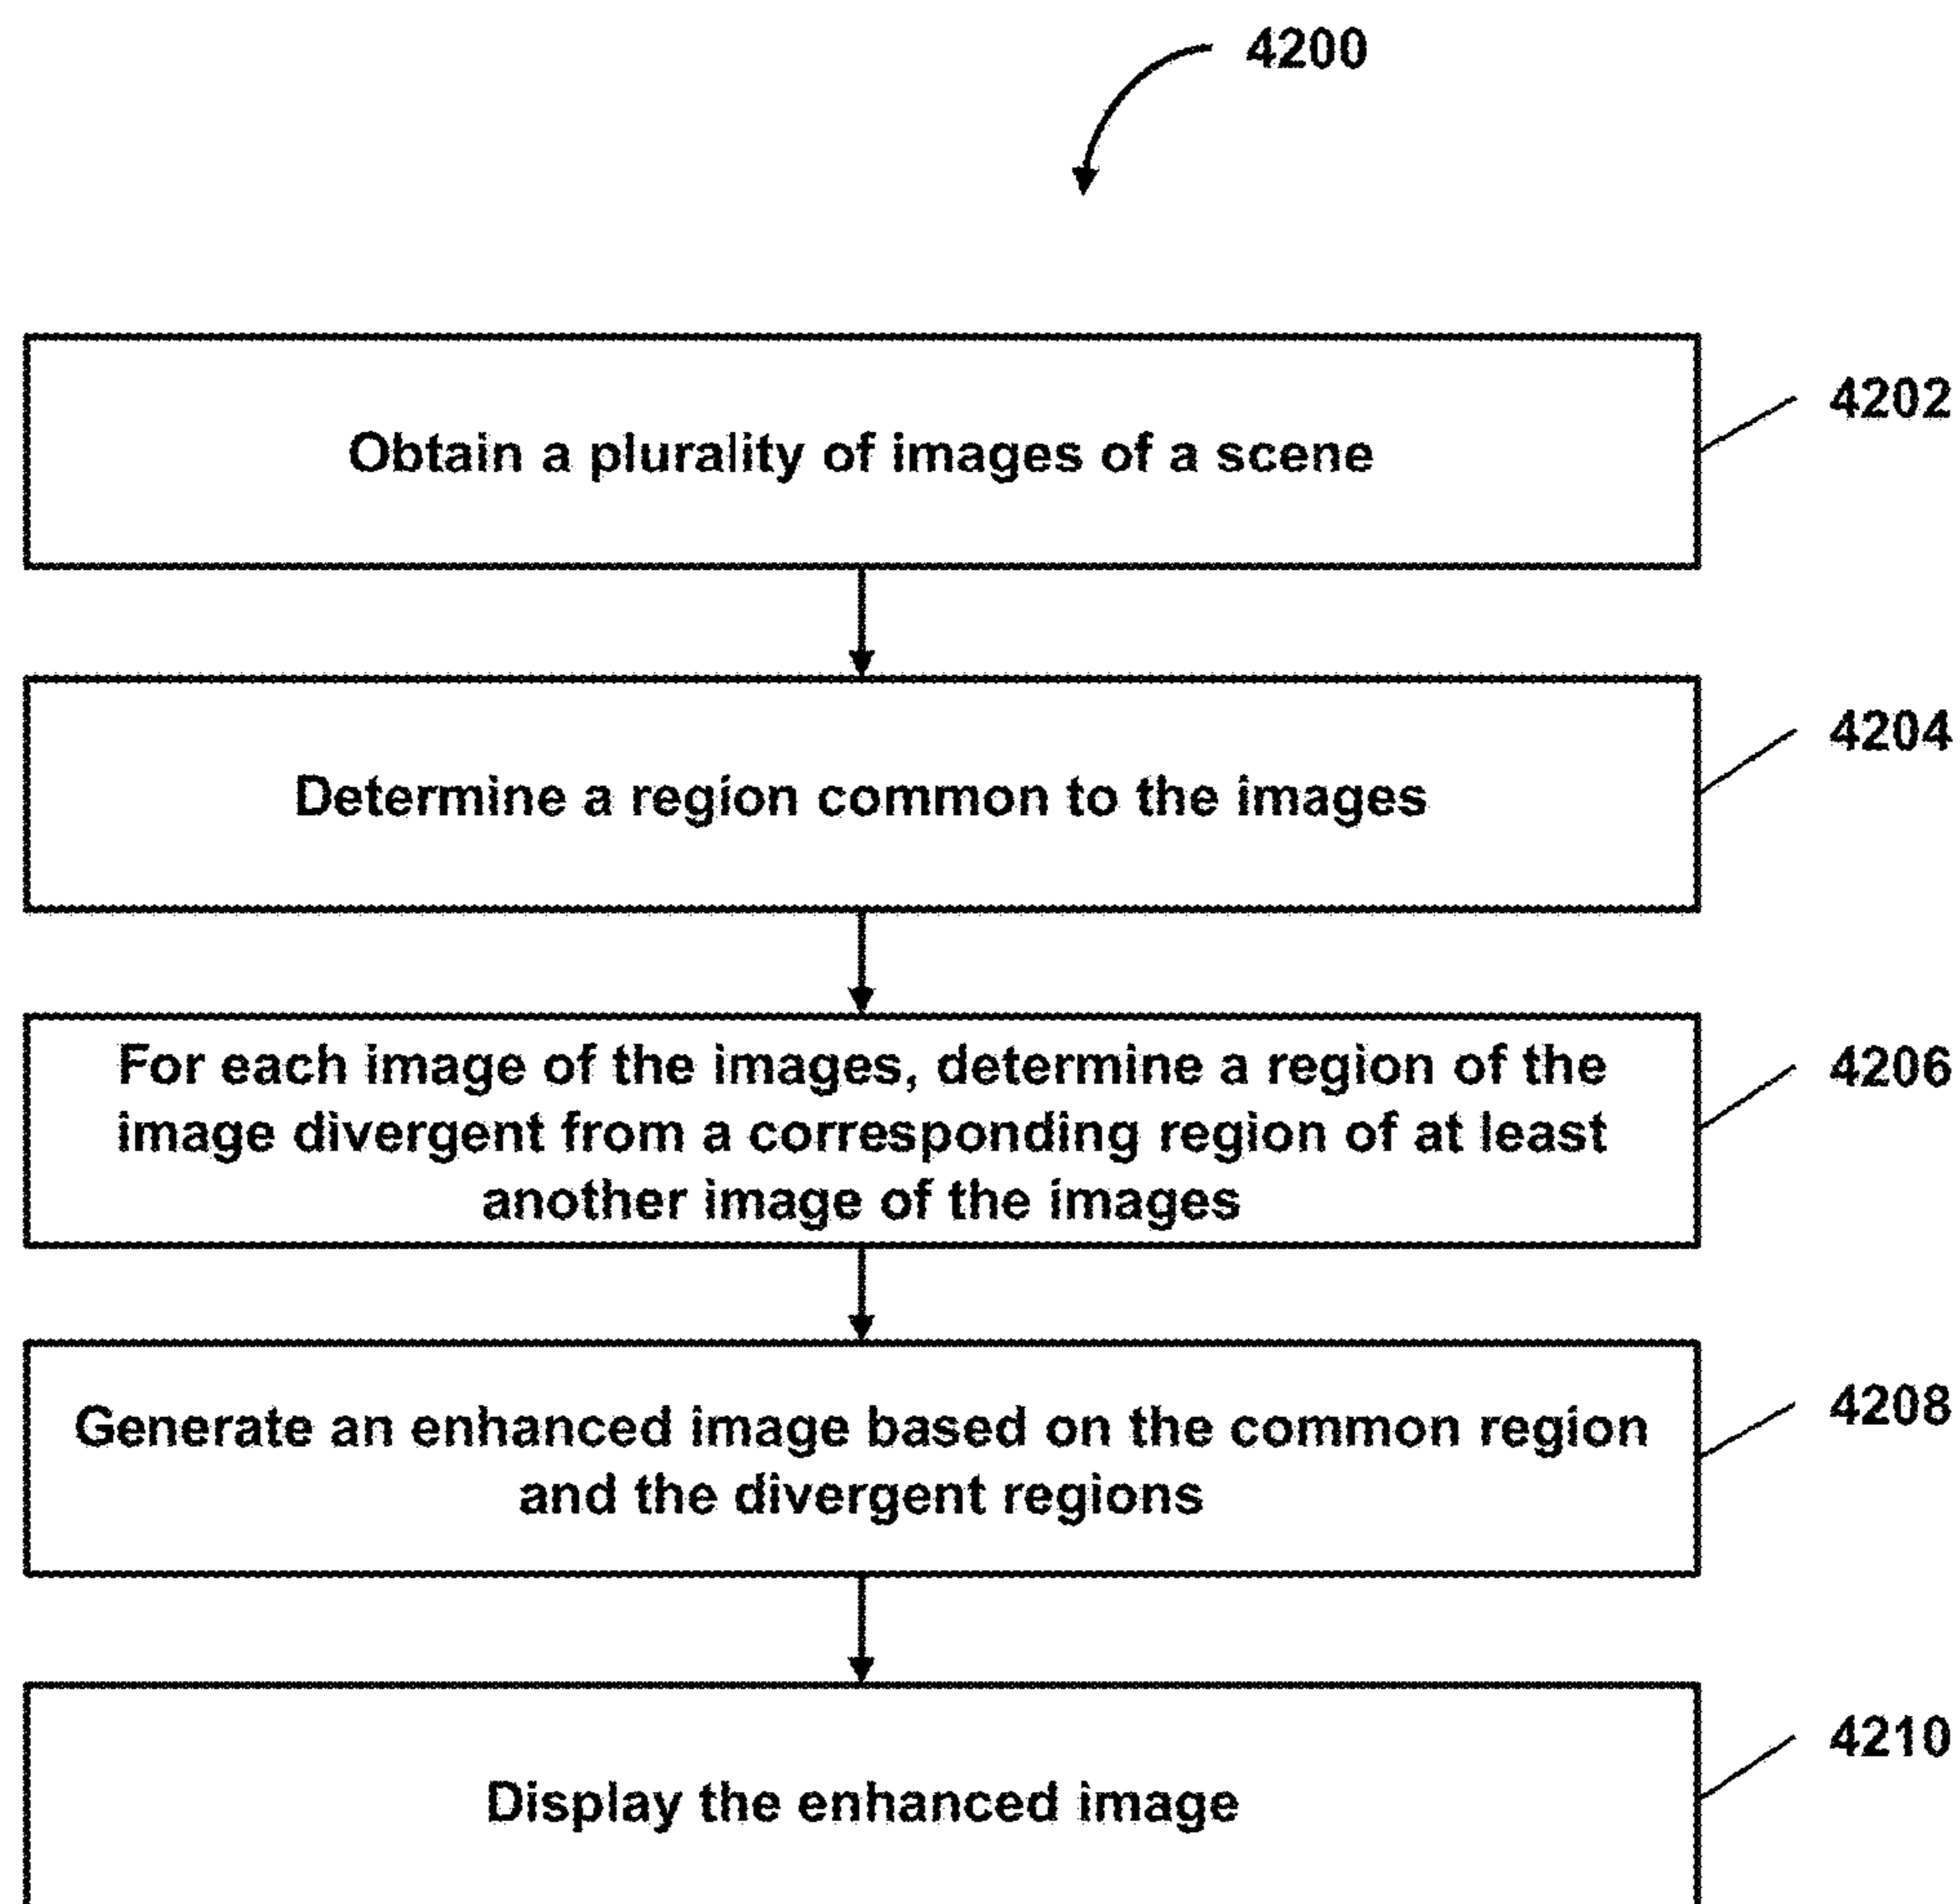 4200
Obtain a plurality of images of a scene
4202
Determine a region common to the images
4204
For each image of the images, determine a region of the
image divergent from a corresponding region of at least
another image of the images
4206
Generate an enhanced image based on the common region
and the divergent regions
4208
Display the enhanced image
4210